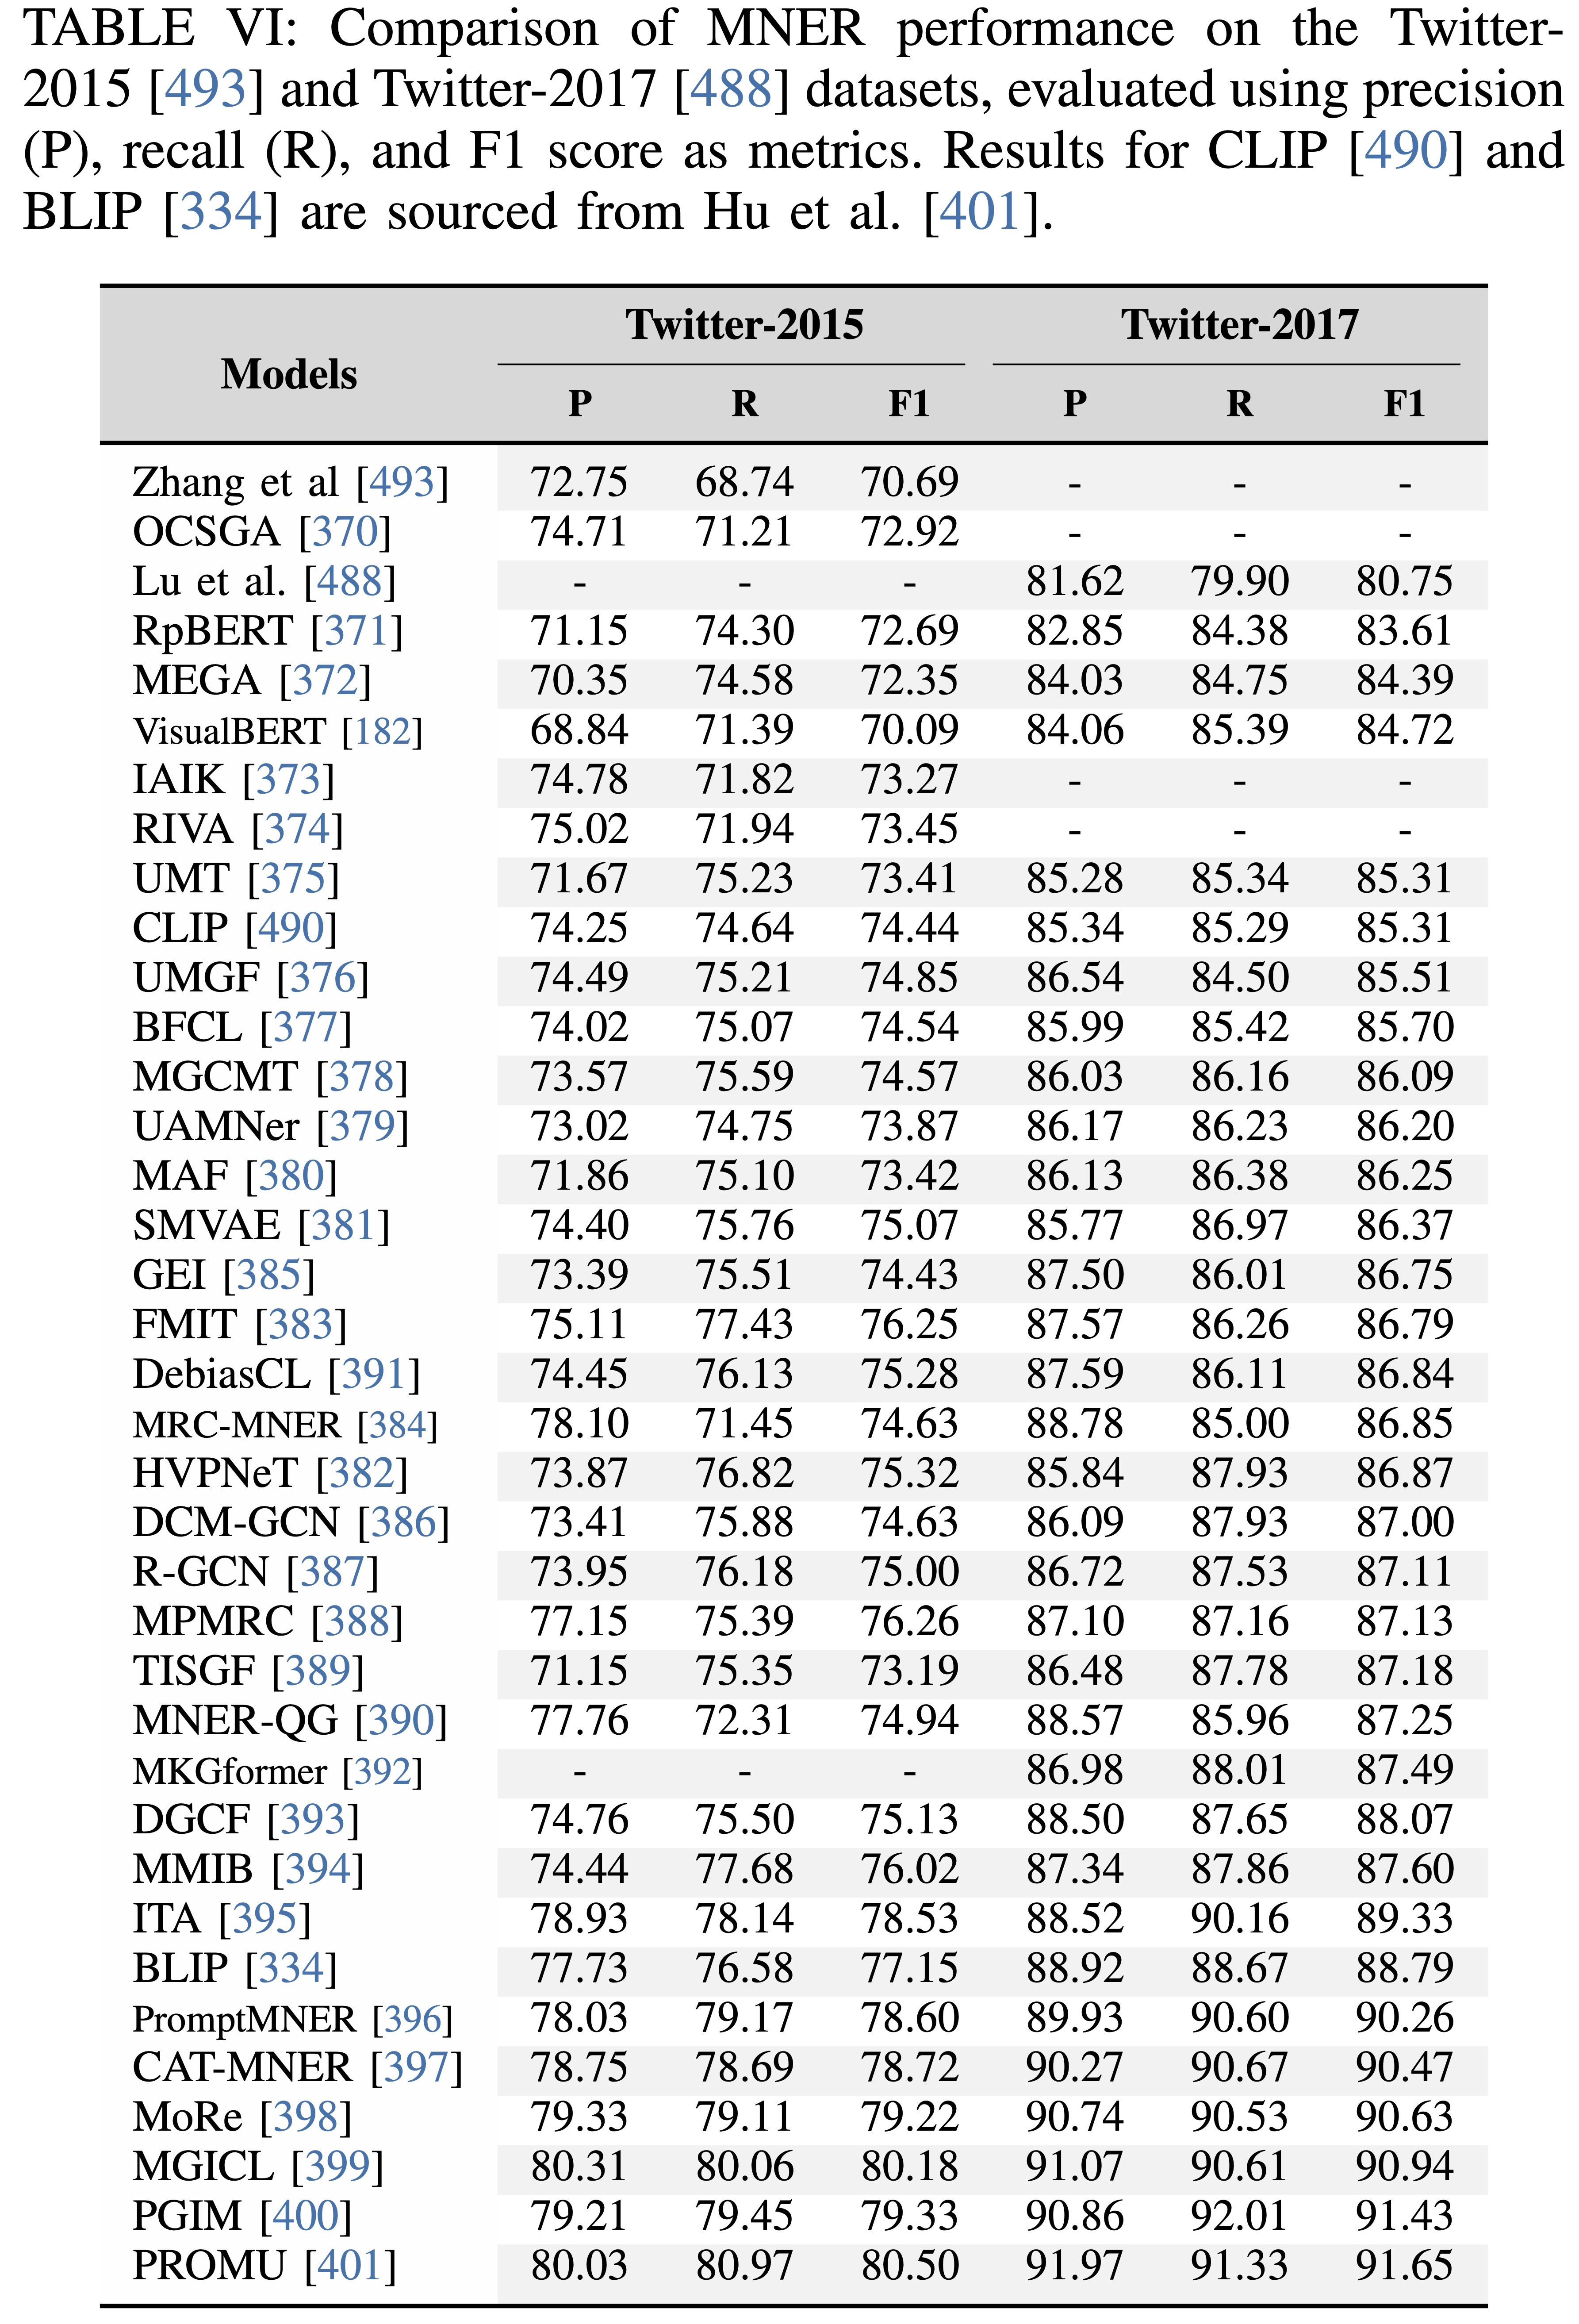 TABLE VI: Comparison of MNER performance on the Twitter-
2015 [493] and Twitter-2017 [488] datasets, evaluated using precision
(P), recall (R), and F1 score as metrics. Results for CLIP [490] and
BLIP [334] are sourced from Hu et al. [401].
Models Twitter-2015 Twitter-2017
P R F1 P R F1
Zhang et al [493] 72.75 68.74 70.69 - - -
OCSGA [370] 74.71 71.21 72.92 - - -
Lu et al. [488] - - - 81.62 79.90 80.75
RpBERT [371] 71.15 74.30 72.69 82.85 84.38 83.61
MEGA [372] 70.35 74.58 72.35 84.03 84.75 84.39
VisualBERT [182] 68.84 71.39 70.09 84.06 85.39 84.72
IAIK [373] 74.78 71.82 73.27 - - -
RIVA [374] 75.02 71.94 73.45 - - -
UMT [375] 71.67 75.23 73.41 85.28 85.34 85.31
CLIP [490] 74.25 74.64 74.44 85.34 85.29 85.31
UMGF [376] 74.49 75.21 74.85 86.54 84.50 85.51
BFCL [377] 74.02 75.07 74.54 85.99 85.42 85.70
MGCMT [378] 73.57 75.59 74.57 86.03 86.16 86.09
UAMNer [379] 73.02 74.75 73.87 86.17 86.23 86.20
MAF [380] 71.86 75.10 73.42 86.13 86.38 86.25
SMVAE [381] 74.40 75.76 75.07 85.77 86.97 86.37
GEI [385] 73.39 75.51 74.43 87.50 86.01 86.75
FMIT [383] 75.11 77.43 76.25 87.57 86.26 86.79
DebiasCL [391] 74.45 76.13 75.28 87.59 86.11 86.84
MRC-MNER [384] 78.10 71.45 74.63 88.78 85.00 86.85
HVPNeT [382] 73.87 76.82 75.32 85.84 87.93 86.87
DCM-GCN [386] 73.41 75.88 74.63 86.09 87.93 87.00
R-GCN [387] 73.95 76.18 75.00 86.72 87.53 87.11
MPMRC [388] 77.15 75.39 76.26 87.10 87.16 87.13
TISGF [389] 71.15 75.35 73.19 86.48 87.78 87.18
MNER-QG [390] 77.76 72.31 74.94 88.57 85.96 87.25
MKGformer [392] - - - 86.98 88.01 87.49
DGCF [393] 74.76 75.50 75.13 88.50 87.65 88.07
MMIB [394] 74.44 77.68 76.02 87.34 87.86 87.60
ITA [395] 78.93 78.14 78.53 88.52 90.16 89.33
BLIP [334] 77.73 76.58 77.15 88.92 88.67 88.79
PromptMNER [396] 78.03 79.17 78.60 89.93 90.60 90.26
CAT-MNER [397] 78.75 78.69 78.72 90.27 90.67 90.47
MoRe [398] 79.33 79.11 79.22 90.74 90.53 90.63
MGICL [399] 80.31 80.06 80.18 91.07 90.61 90.94
PGIM [400] 79.21 79.45 79.33 90.86 92.01 91.43
PROMU [401] 80.03 80.97 80.50 91.97 91.33 91.65